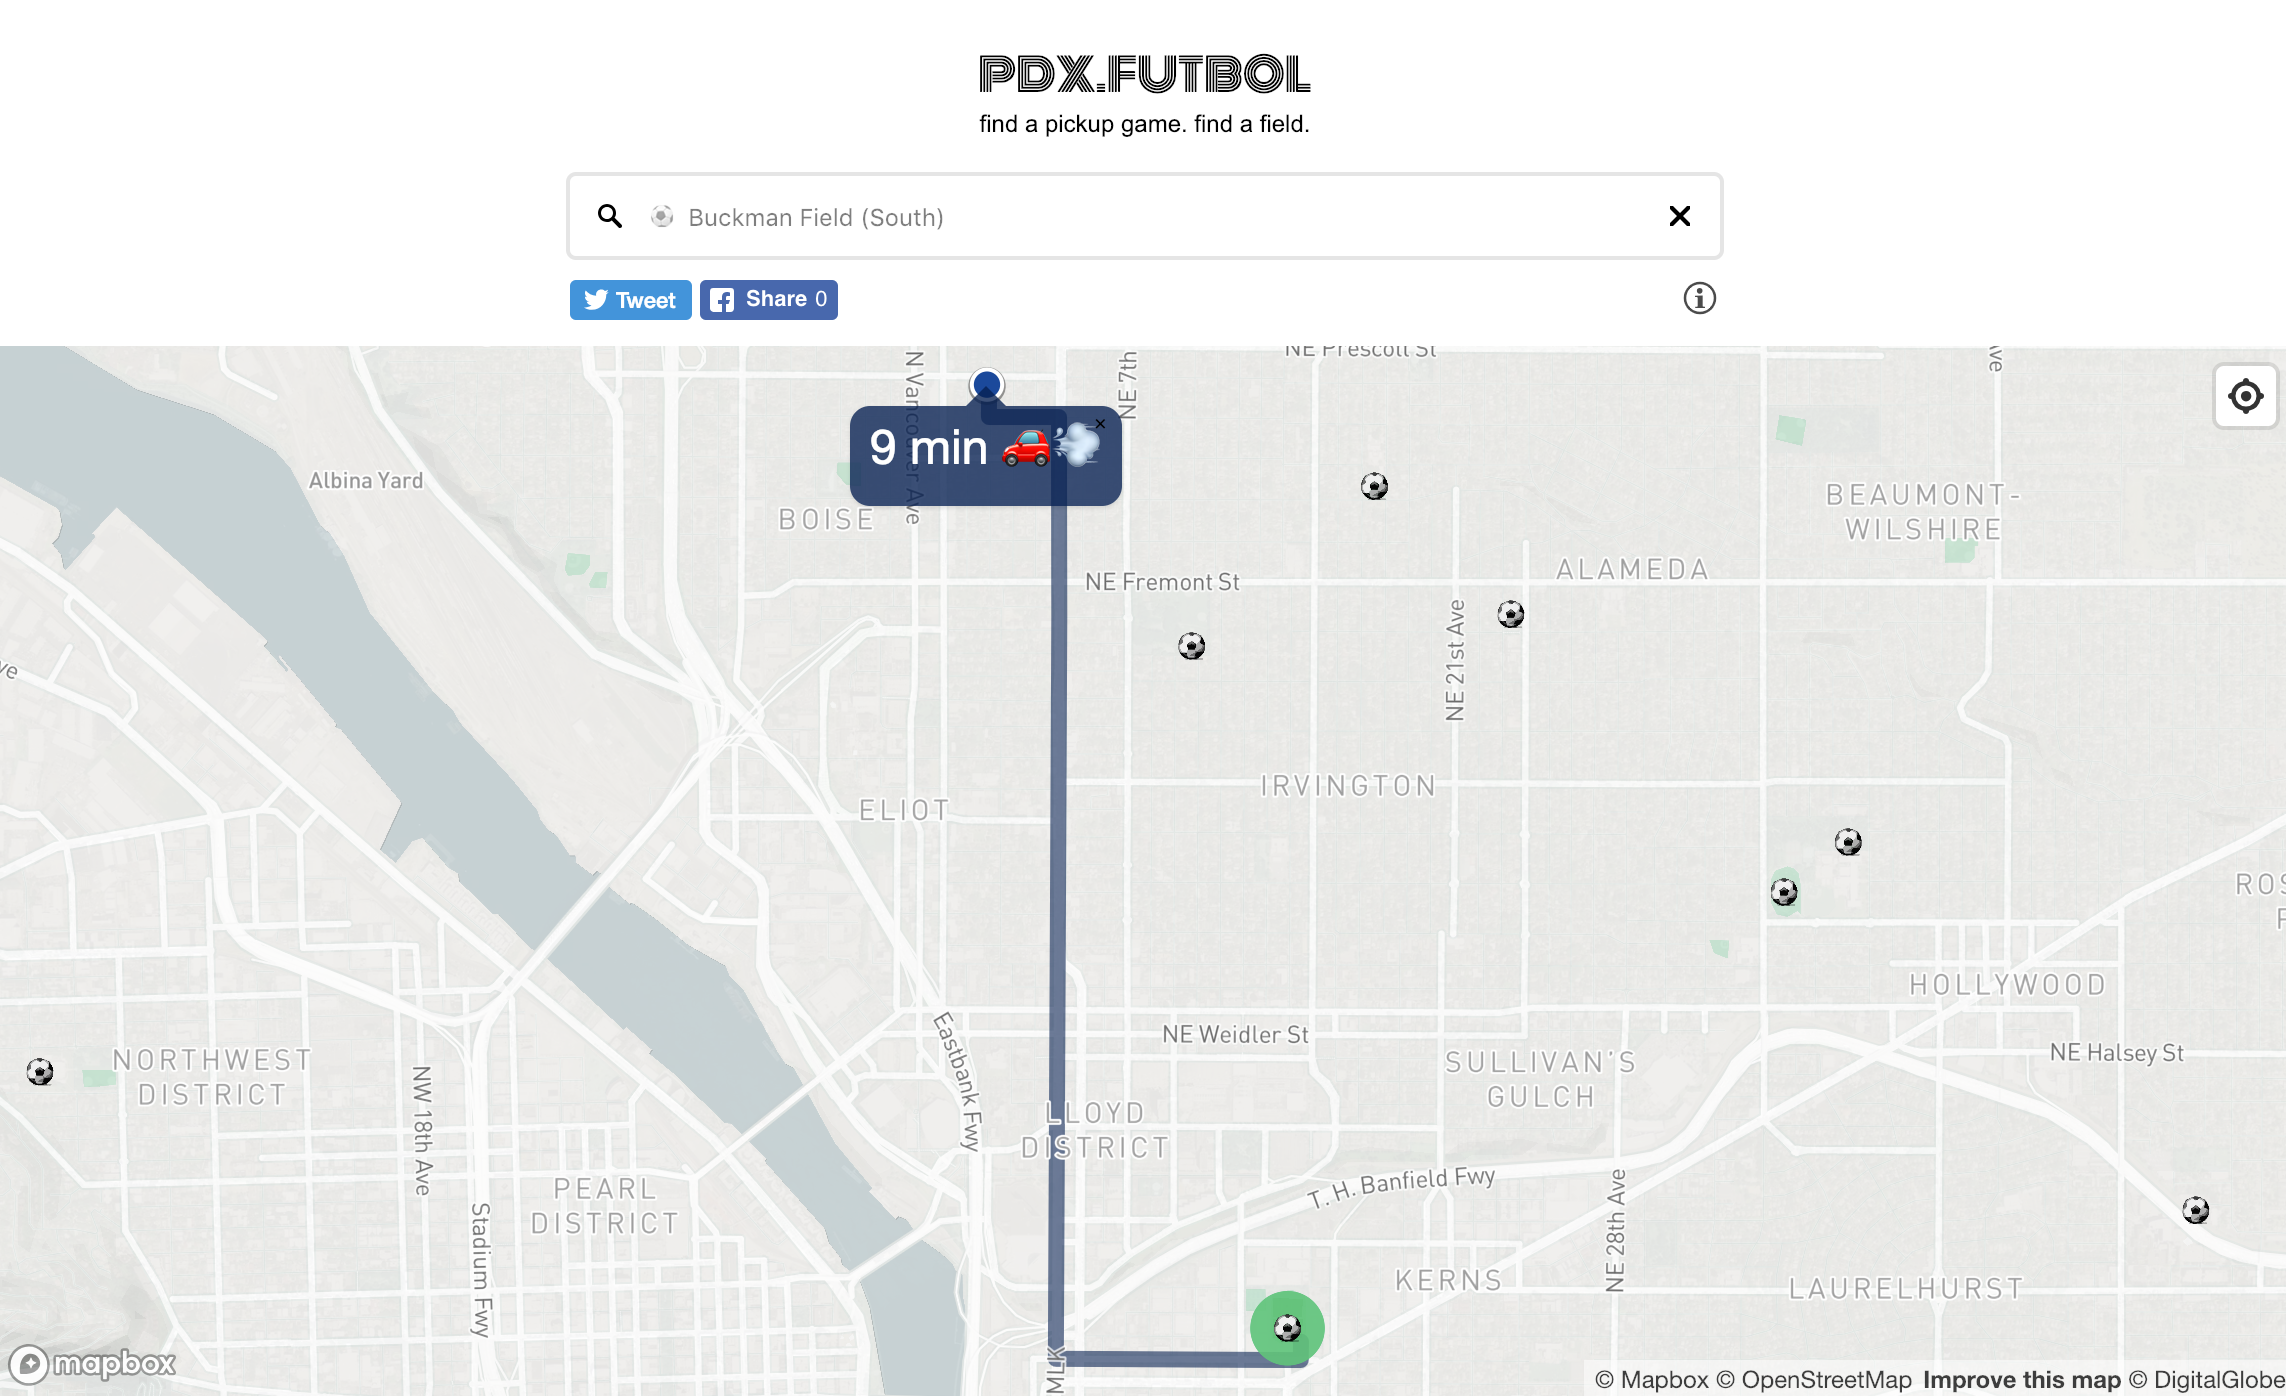 PDX.FUTBOL
find a pickup game. find a field.
Buckman Field (South)
Tweet
Share 0
NE Prescott St
N Vancouver Ave
NE 7th
Ave
9 min
Albina Yard
BOISE
BEAUMONT-
WILSHIRE
ALAMEDA
NE Fremont St
NE 21st Ave
IRVINGTON
ELIOT
HOLLYWOOD
NE Weidler St
NE Halsey St
SULLIVAN'S
GULCH
NORTHWEST
DISTRICT
NW 18th Ave
Eastbank Fwy
LLOYD
DISTRICT
T. H. Banfield Fwy
PEARL
DISTRICT
Stadium Fwy
NE 28th Ave
KERNS
LAURELHURST
MLK
mapbox
© Mapbox © OpenStreetMap Improve this map © DigitalGlobe